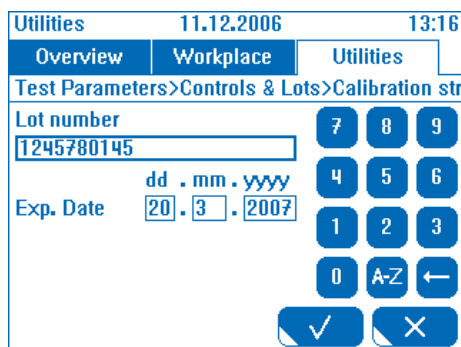 Utilities 11.12.2006 13:16
Overview Workplace Utilities
Test Parameters>Controls & Lots>Calibration str
Lot number
1245780145
dd . mm . yyyy
Exp. Date 20 . 3 . 2007
7 8 9
4 5 6
1 2 3
0 A-Z ←
✓ ✕